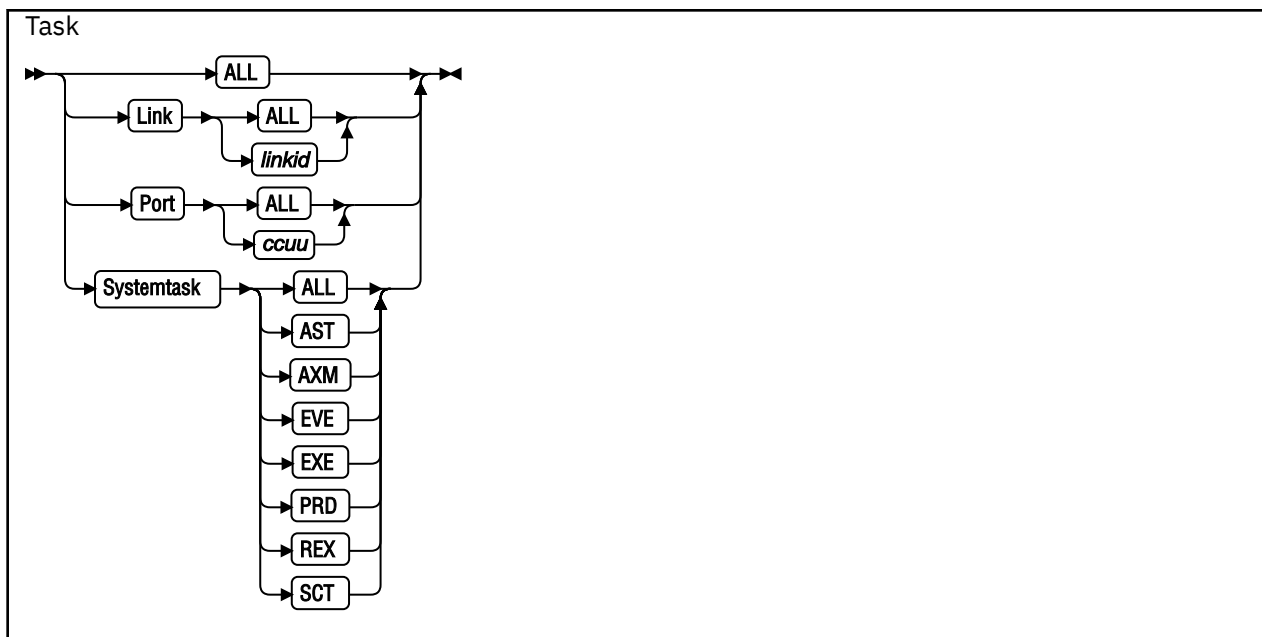 Task
ALL
Link ALL
linkid
Port ALL
ccuu
Systemtask ALL
AST
AXM
EVE
EXE
PRD
REX
SCT